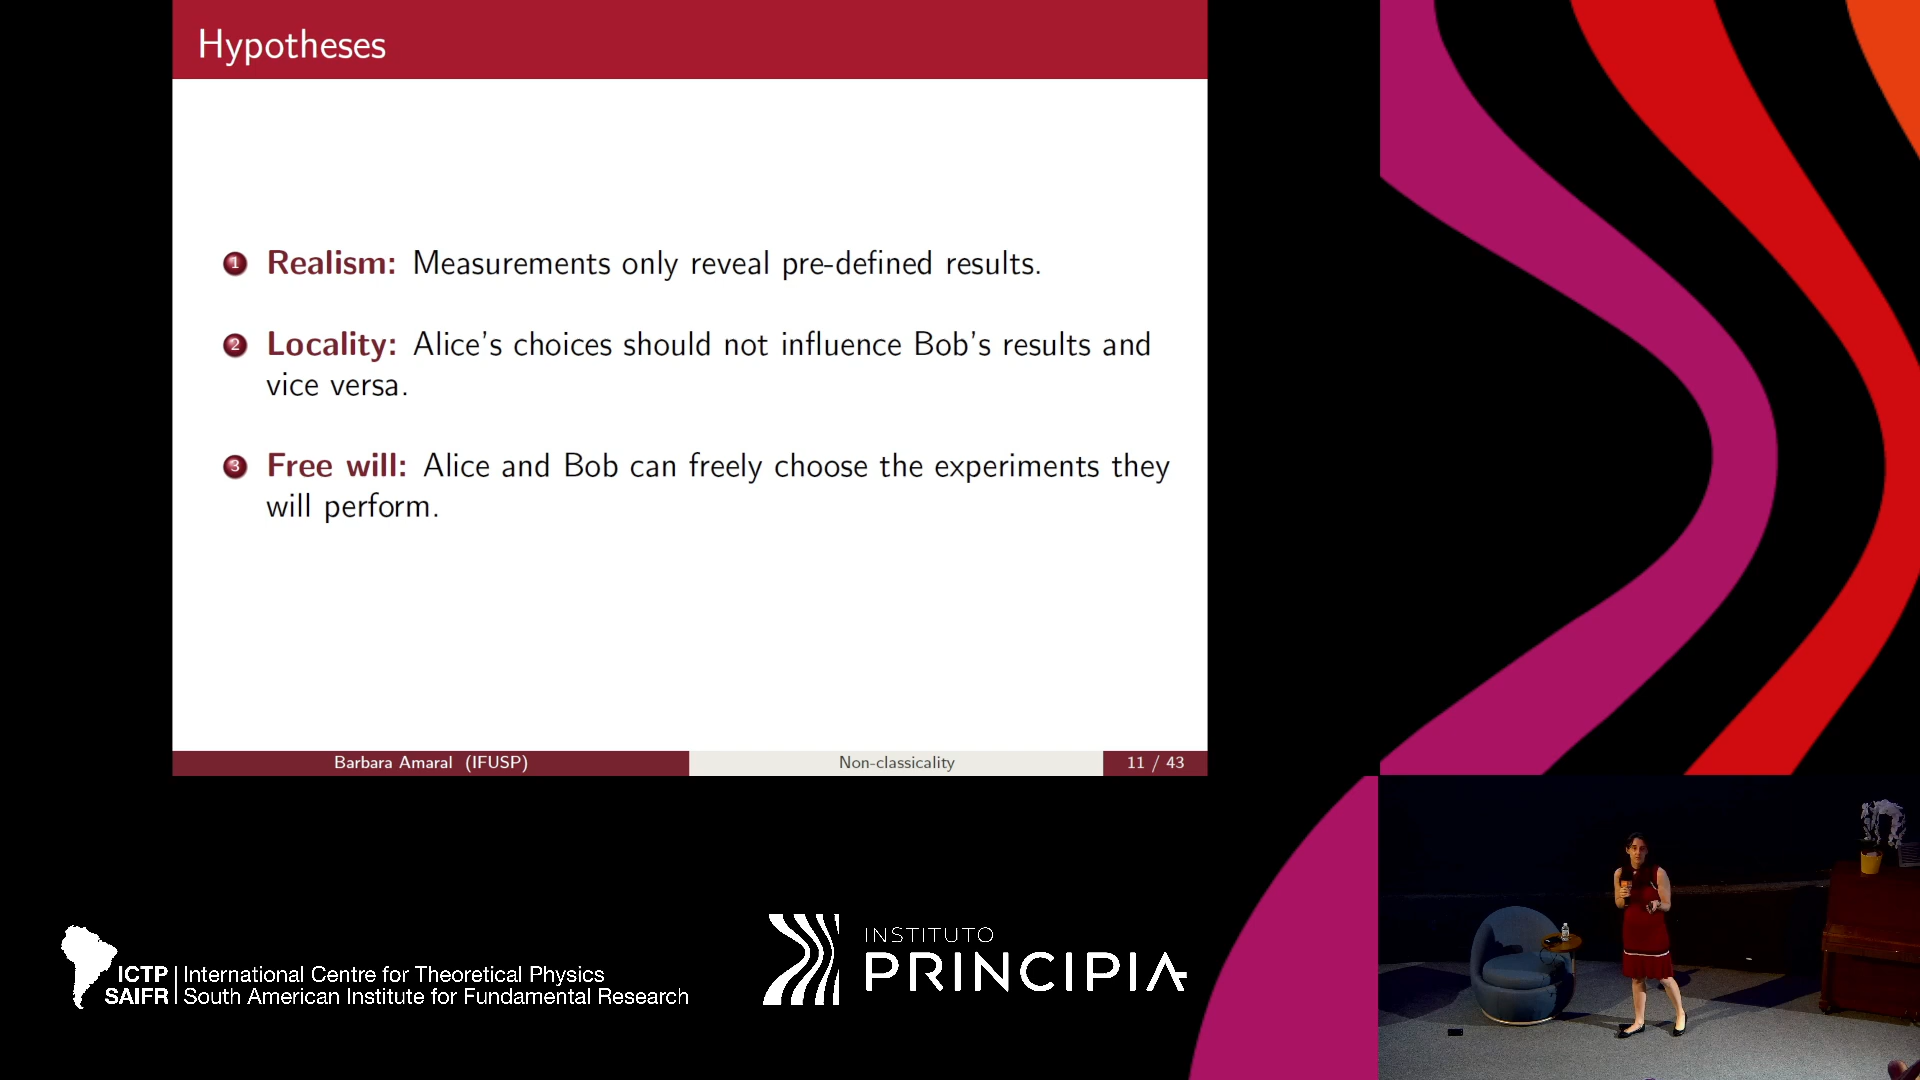 Hypotheses
1 Realism: Measurements only reveal pre-defined results.
2 Locality: Alice's choices should not influence Bob's results and
vice versa.
3 Free will: Alice and Bob can freely choose the experiments they
will perform.
Barbara Amaral (IFUSP)
Non-classicality
11 / 43
ICTP
SAIFR
International Centre for Theoretical Physics
South American Institute for Fundamental Research
INSTITUTO
PRINCIPIA